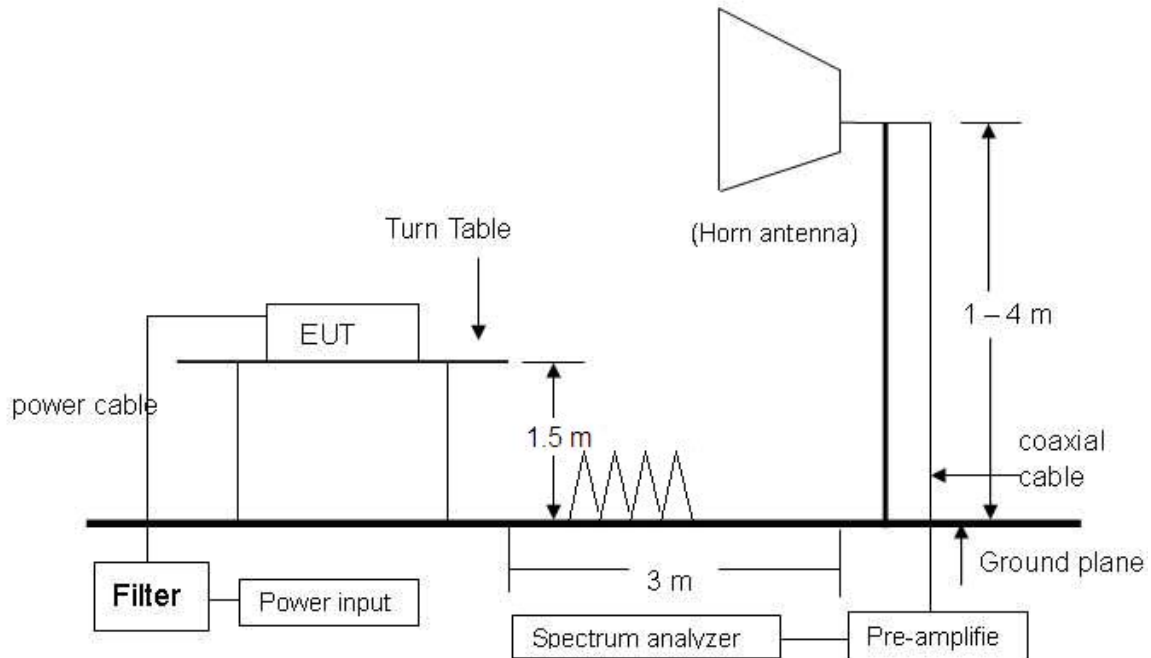 (Horn antenna)
Turn Table
1 – 4 m
EUT
power cable
1.5 m
coaxial
cable
Ground plane
3 m
Filter
Power input
Spectrum analyzer
Pre-amplifie